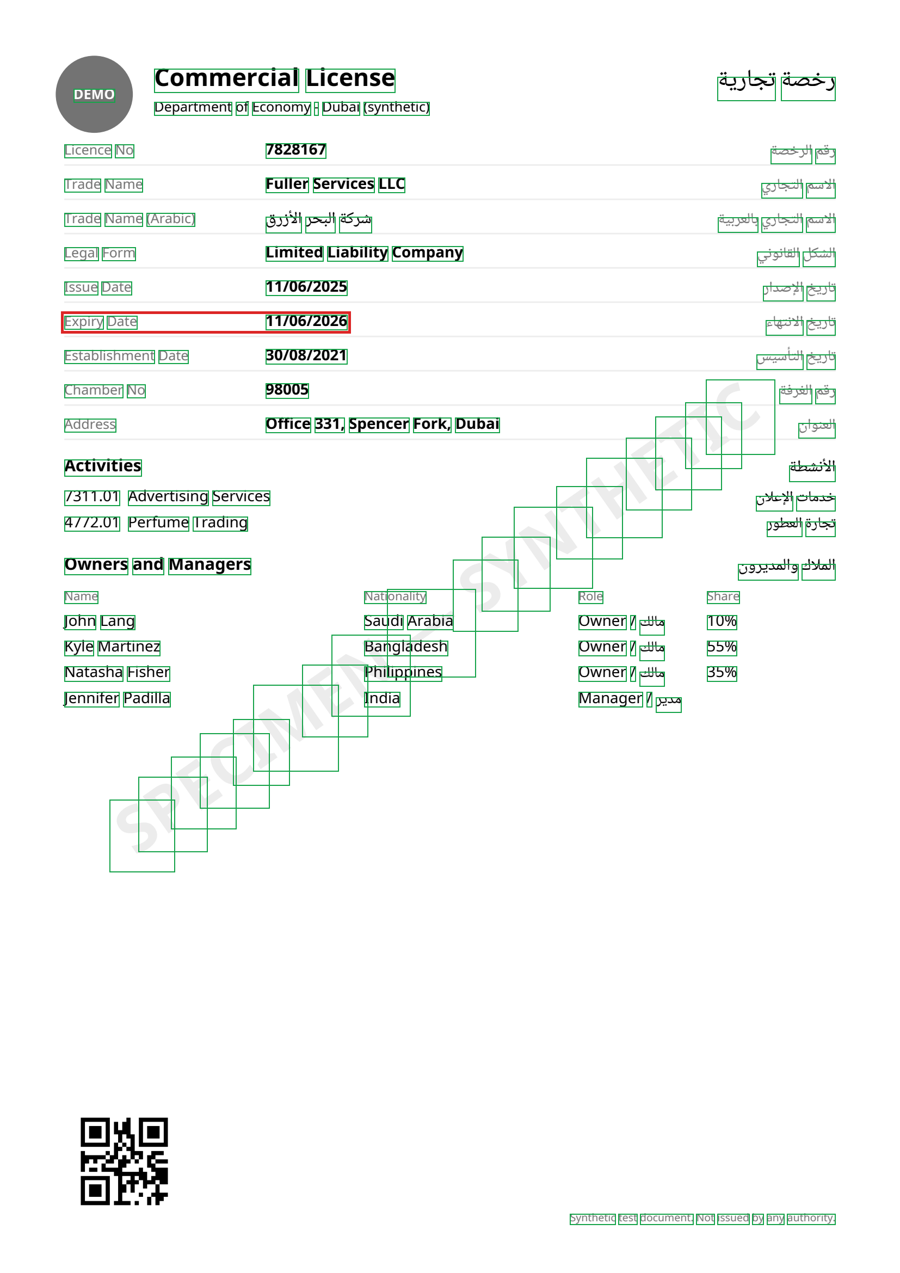 DEMO
Commercial License
رخصة تجارية
Department of Economy - Dubai (synthetic)
Licence No 7828167 رقم الرخصة
Trade Name Fuller Services LLC الاسم التجاري
Trade Name (Arabic) شركة البحر الأزرق الاسم التجاري بالعربية
Legal Form Limited Liability Company الشكل القانوني
Issue Date 11/06/2025 تاريخ الإصدار
Expiry Date 11/06/2026 تاريخ الانتهاء
Establishment Date 30/08/2021 تاريخ التأسيس
Chamber No 98005 رقم الغرفة
Address Office 331, Spencer Fork, Dubai العنوان
Activities الأنشطة
7311.01 Advertising Services خدمات الإعلان
4772.01 Perfume Trading تجارة العطور
Owners and Managers الملاك والمديرون
Name Nationality Role Share
John Lang Saudi Arabia Owner / مالك 10%
Kyle Martinez Bangladesh Owner / مالك 55%
Natasha Fisher Philippines Owner / مالك 35%
Jennifer Padilla India Manager / مدير
SPECIMEN — SYNTHETIC
Synthetic test document. Not issued by any authority.